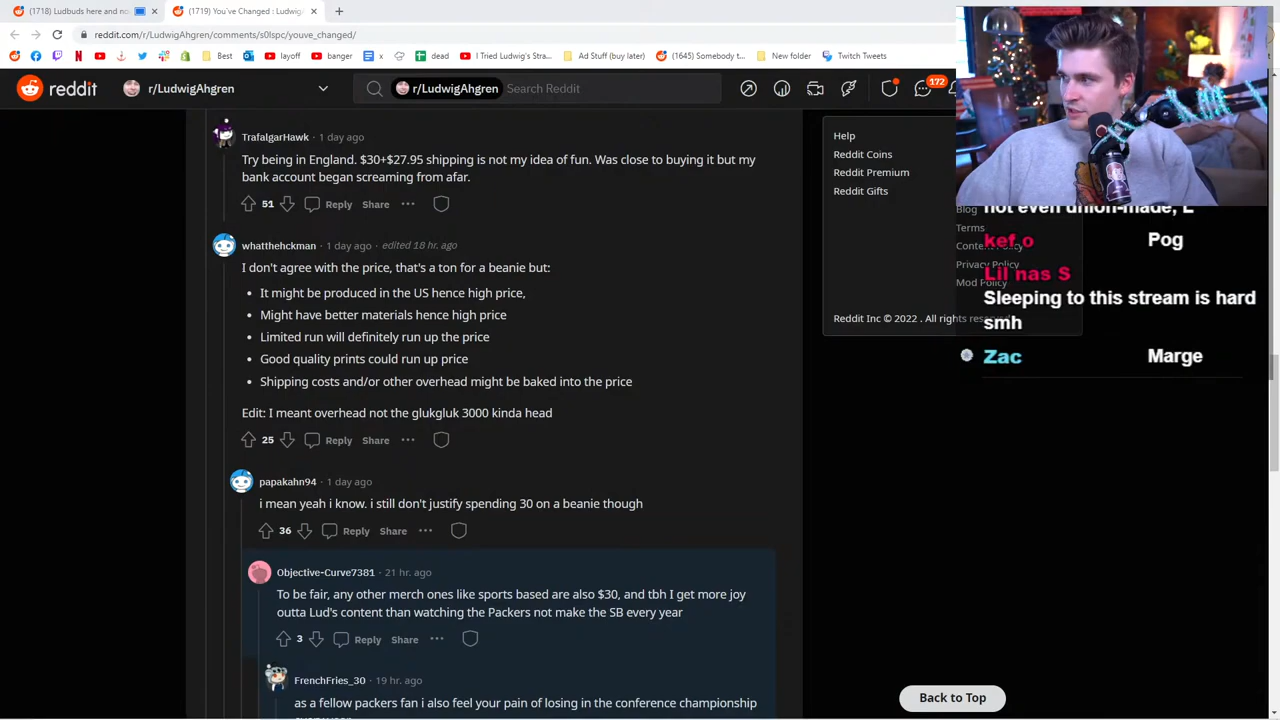 (1718) Ludbuds here and no
(1719) You've Changed : Ludwig
reddit.com/r/LudwigAhgren/comments/s0lspc/youve_changed/
Best
layoff
banger
x
dead
I Tried Ludwig's Stra...
Ad Stuff (buy later)
(1645) Somebody t...
New folder
Twitch Tweets
reddit
r/LudwigAhgren
r/LudwigAhgren
Search Reddit
172
TrafalgarHawk · 1 day ago
Try being in England. $30+$27.95 shipping is not my idea of fun. Was close to buying it but my
bank account began screaming from afar.
51
Reply
Share
whatthehckman · 1 day ago · edited 18 hr. ago
I don't agree with the price, that's a ton for a beanie but:
• It might be produced in the US hence high price,
• Might have better materials hence high price
• Limited run will definitely run up the price
• Good quality prints could run up price
• Shipping costs and/or other overhead might be baked into the price
Edit: I meant overhead not the glukgluk 3000 kinda head
25
Reply
Share
papakahn94 · 1 day ago
i mean yeah i know. i still don't justify spending 30 on a beanie though
36
Reply
Share
Objective-Curve7381 · 21 hr. ago
To be fair, any other merch ones like sports based are also $30, and tbh I get more joy
outta Lud's content than watching the Packers not make the SB every year
3
Reply
Share
FrenchFries_30 · 19 hr. ago
as a fellow packers fan i also feel your pain of losing in the conference championship
Help
Reddit Coins
Reddit Premium
Reddit Gifts
Blog
Terms
Content Policy
Privacy Policy
Mod Policy
Reddit Inc © 2022 . All rights reserved
not even union-made, L
kef o
Pog
Lil nas S
Sleeping to this stream is hard
smh
Zac
Marge
Back to Top